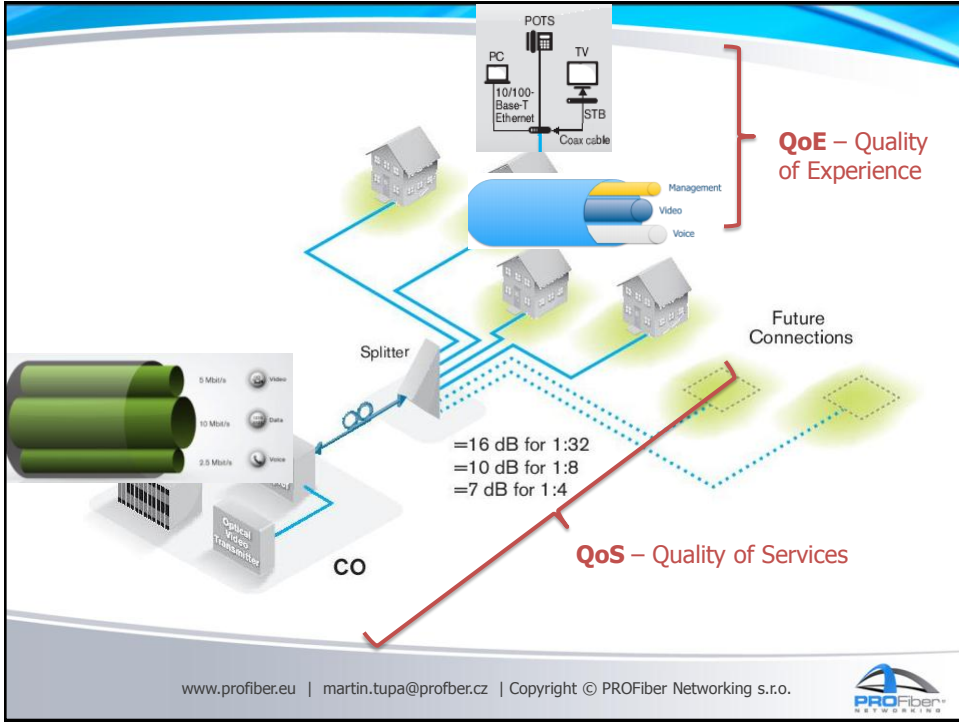 POTS
PC
TV
10/100-
Base-T
Ethernet
STB
Coax cable
QoE – Quality
of Experience
Management
Video
Voice
Future
Connections
Splitter
5 Mbit/s
Video
10 Mbit/s
Data
2.5 Mbit/s
Voice
=16 dB for 1:32
=10 dB for 1:8
=7 dB for 1:4
Optical
Video
Transmitter
CO
QoS – Quality of Services
www.profiber.eu | martin.tupa@profber.cz | Copyright © PROFiber Networking s.r.o.
PROFiber
NETWORKING